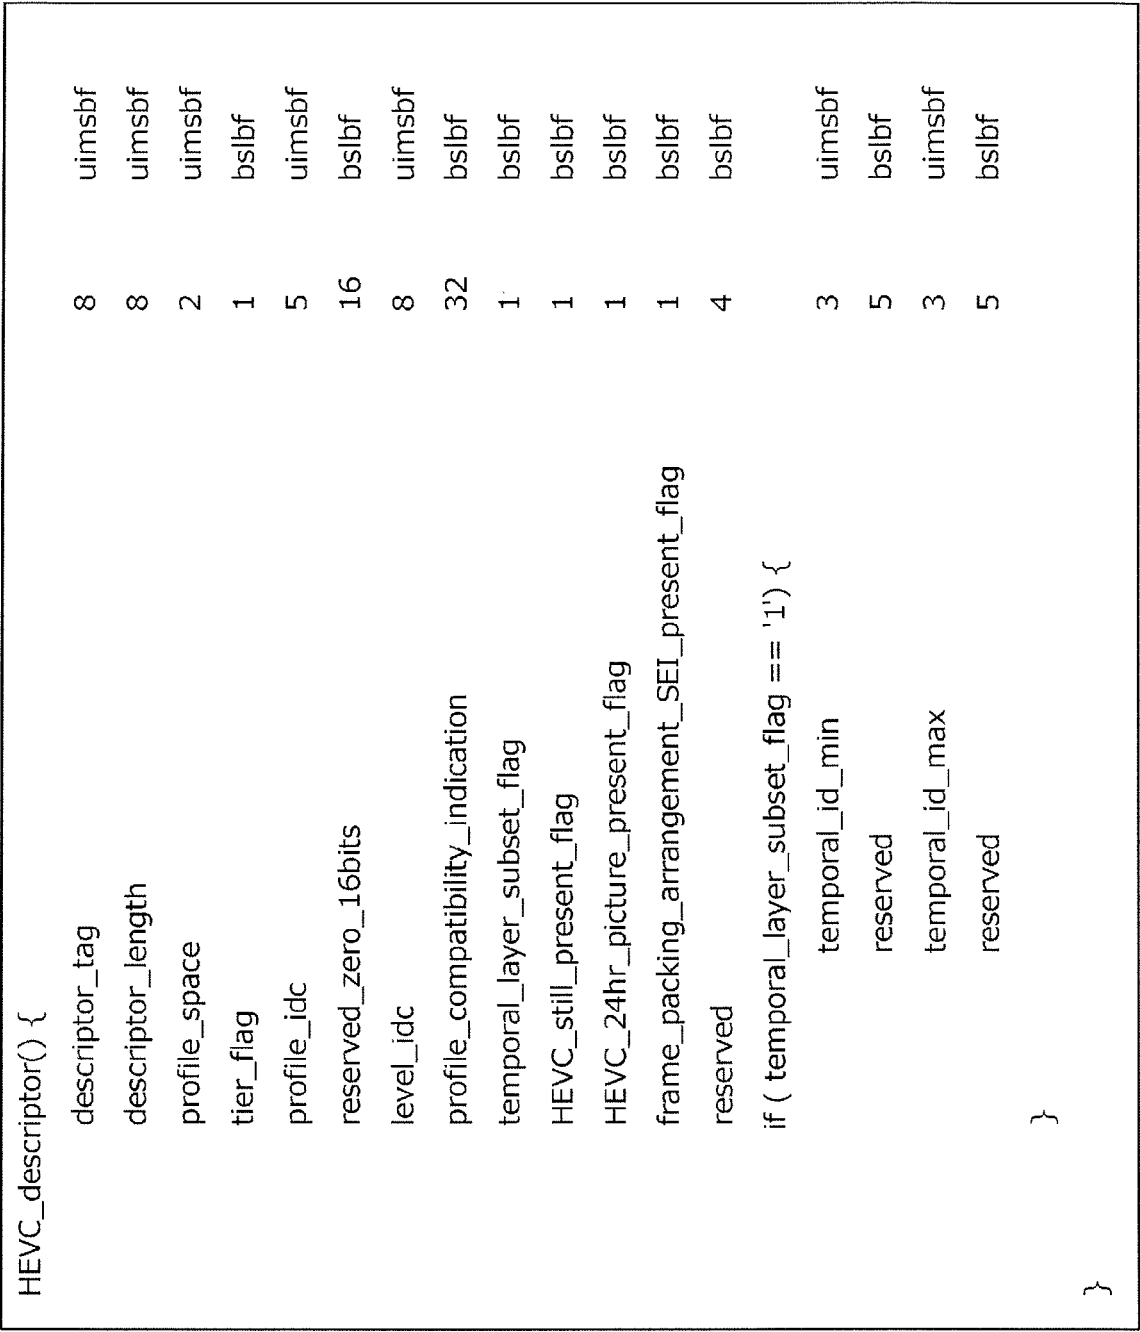 HEVC_descriptor() {
descriptor_tag 8 uimsbf
descriptor_length 8 uimsbf
profile_space 2 uimsbf
tier_flag 1 bslbf
profile_idc 5 uimsbf
reserved_zero_16bits 16 bslbf
level_idc 8 uimsbf
profile_compatibility_indication 32 bslbf
temporal_layer_subset_flag 1 bslbf
HEVC_still_present_flag 1 bslbf
HEVC_24hr_picture_present_flag 1 bslbf
frame_packing_arrangement_SEI_present_flag 1 bslbf
reserved 4 bslbf
if ( temporal_layer_subset_flag == '1') {
temporal_id_min 3 uimsbf
reserved 5 bslbf
temporal_id_max 3 uimsbf
reserved 5 bslbf
}
}